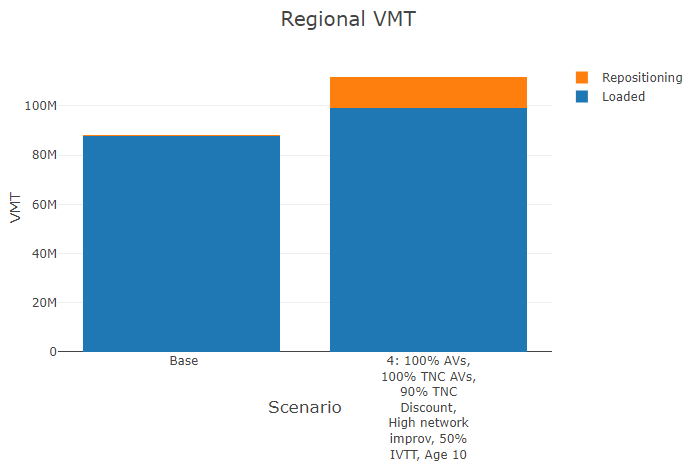 Regional VMT
Repositioning
Loaded
100M
80M
60M
40M
20M
0
VMT
Base
4: 100% AVs,
100% TNC AVs,
90% TNC
Discount,
High network
improv, 50%
IVTT, Age 10
Scenario